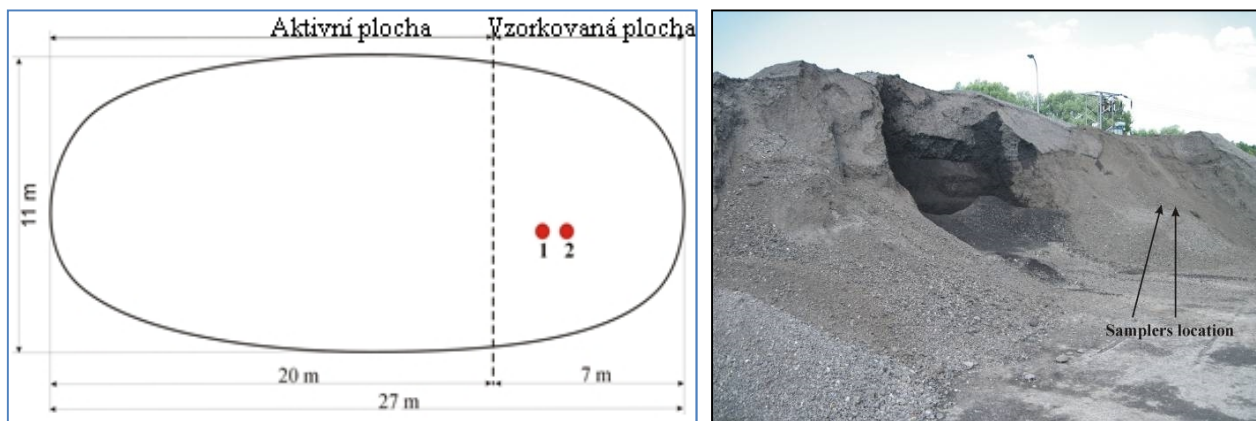 Aktivní plocha
Vzorkovaná plocha
11 m
1 2
20 m
7 m
27 m
Samplers location